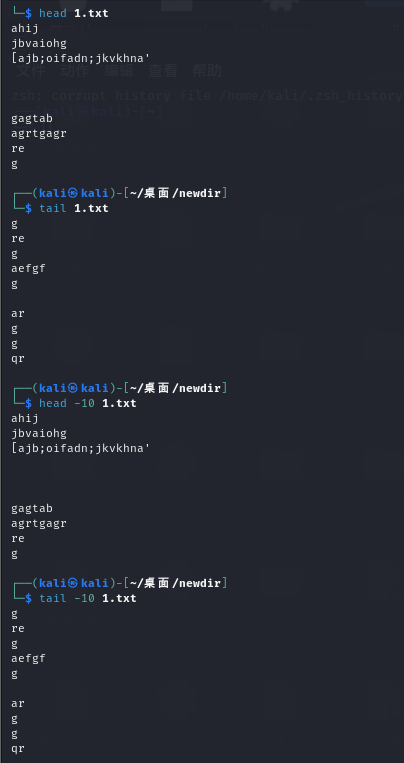 └─$ head 1.txt
ahij
jbvaiohg
[ajb;oifadn;jkvkhna'
文件 动作 编辑 查看 帮助
zsh: corrupt history file /home/kali/.zsh_history
gagtab
agrtgagr
re
g
┌──(kali㉿kali)-[~/桌面/newdir]
└─$ tail 1.txt
g
re
g
aefgf
g
ar
g
g
qr
┌──(kali㉿kali)-[~/桌面/newdir]
└─$ head -10 1.txt
ahij
jbvaiohg
[ajb;oifadn;jkvkhna'
gagtab
agrtgagr
re
g
┌──(kali㉿kali)-[~/桌面/newdir]
└─$ tail -10 1.txt
g
re
g
aefgf
g
ar
g
g
qr